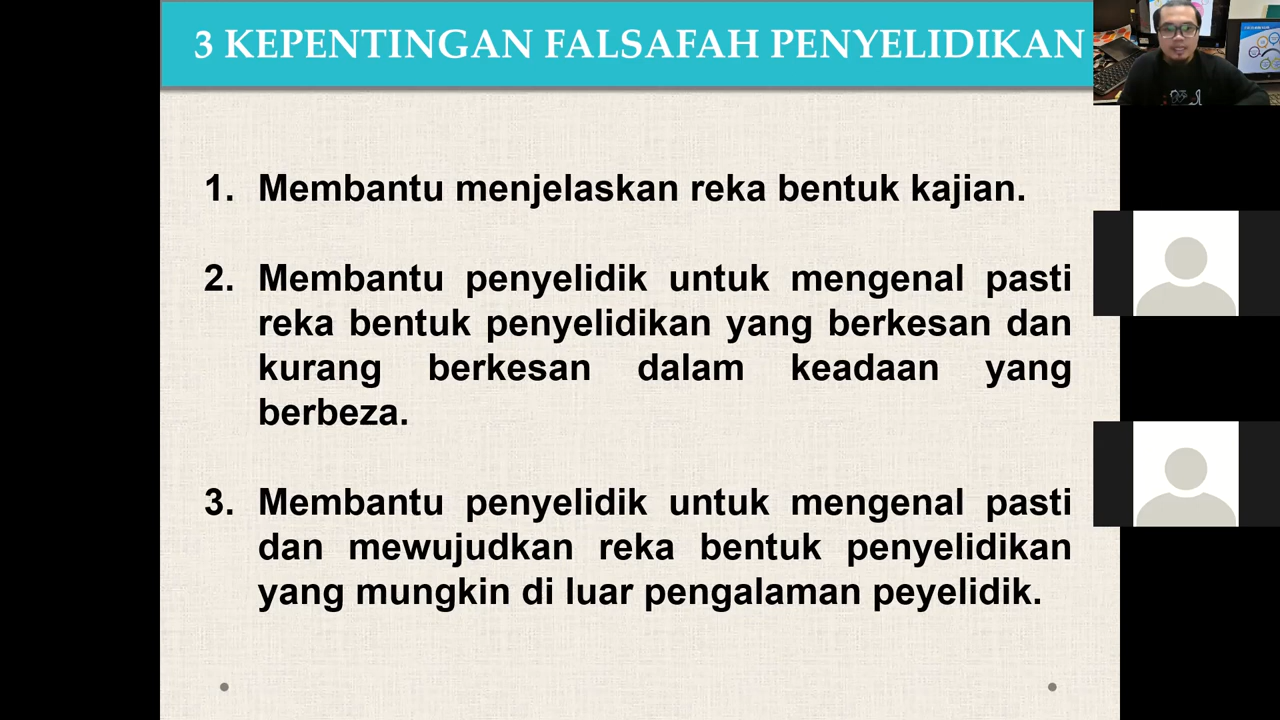 3 KEPENTINGAN FALSAFAH PENYELIDIKAN
1. Membantu menjelaskan reka bentuk kajian.
2. Membantu penyelidik untuk mengenal pasti
reka bentuk penyelidikan yang berkesan dan
kurang berkesan dalam keadaan yang
berbeza.
3. Membantu penyelidik untuk mengenal pasti
dan mewujudkan reka bentuk penyelidikan
yang mungkin di luar pengalaman peyelidik.